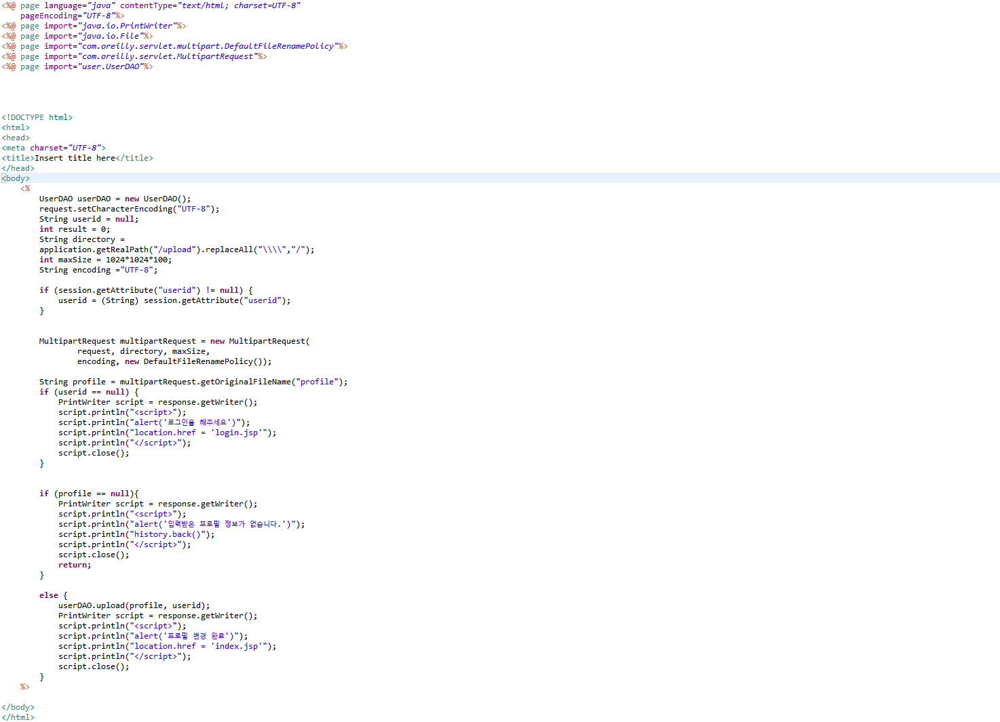 <%@ page language="java" contentType="text/html; charset=UTF-8"
    pageEncoding="UTF-8"%>
<%@ page import="java.io.PrintWriter"%>
<%@ page import="java.io.File"%>
<%@ page import="com.oreilly.servlet.multipart.DefaultFileRenamePolicy"%>
<%@ page import="com.oreilly.servlet.MultipartRequest"%>
<%@ page import="user.UserDAO"%>
<!DOCTYPE html>
<html>
<head>
<meta charset="UTF-8">
<title>Insert title here</title>
</head>
<body>
    <%
        UserDAO userDAO = new UserDAO();
        request.setCharacterEncoding("UTF-8");
        String userid = null;
        int result = 0;
        String directory =
        application.getRealPath("/upload").replaceAll("\\\\","/");
        int maxSize = 1024*1024*100;
        String encoding ="UTF-8";
        if (session.getAttribute("userid") != null) {
            userid = (String) session.getAttribute("userid");
        }
        MultipartRequest multipartRequest = new MultipartRequest(
                request, directory, maxSize,
                encoding, new DefaultFileRenamePolicy());
        String profile = multipartRequest.getOriginalFileName("profile");
        if (userid == null) {
            PrintWriter script = response.getWriter();
            script.println("<script>");
            script.println("alert('로그인을 해주세요')");
            script.println("location.href = 'login.jsp'");
            script.println("</script>");
            script.close();
        }
        if (profile == null){
            PrintWriter script = response.getWriter();
            script.println("<script>");
            script.println("alert('입력받은 프로필 정보가 없습니다.')");
            script.println("history.back()");
            script.println("</script>");
            script.close();
            return;
        }
        else {
            userDAO.upload(profile, userid);
            PrintWriter script = response.getWriter();
            script.println("<script>");
            script.println("alert('프로필 변경 완료')");
            script.println("location.href = 'index.jsp'");
            script.println("</script>");
            script.close();
        }
    %>
</body>
</html>